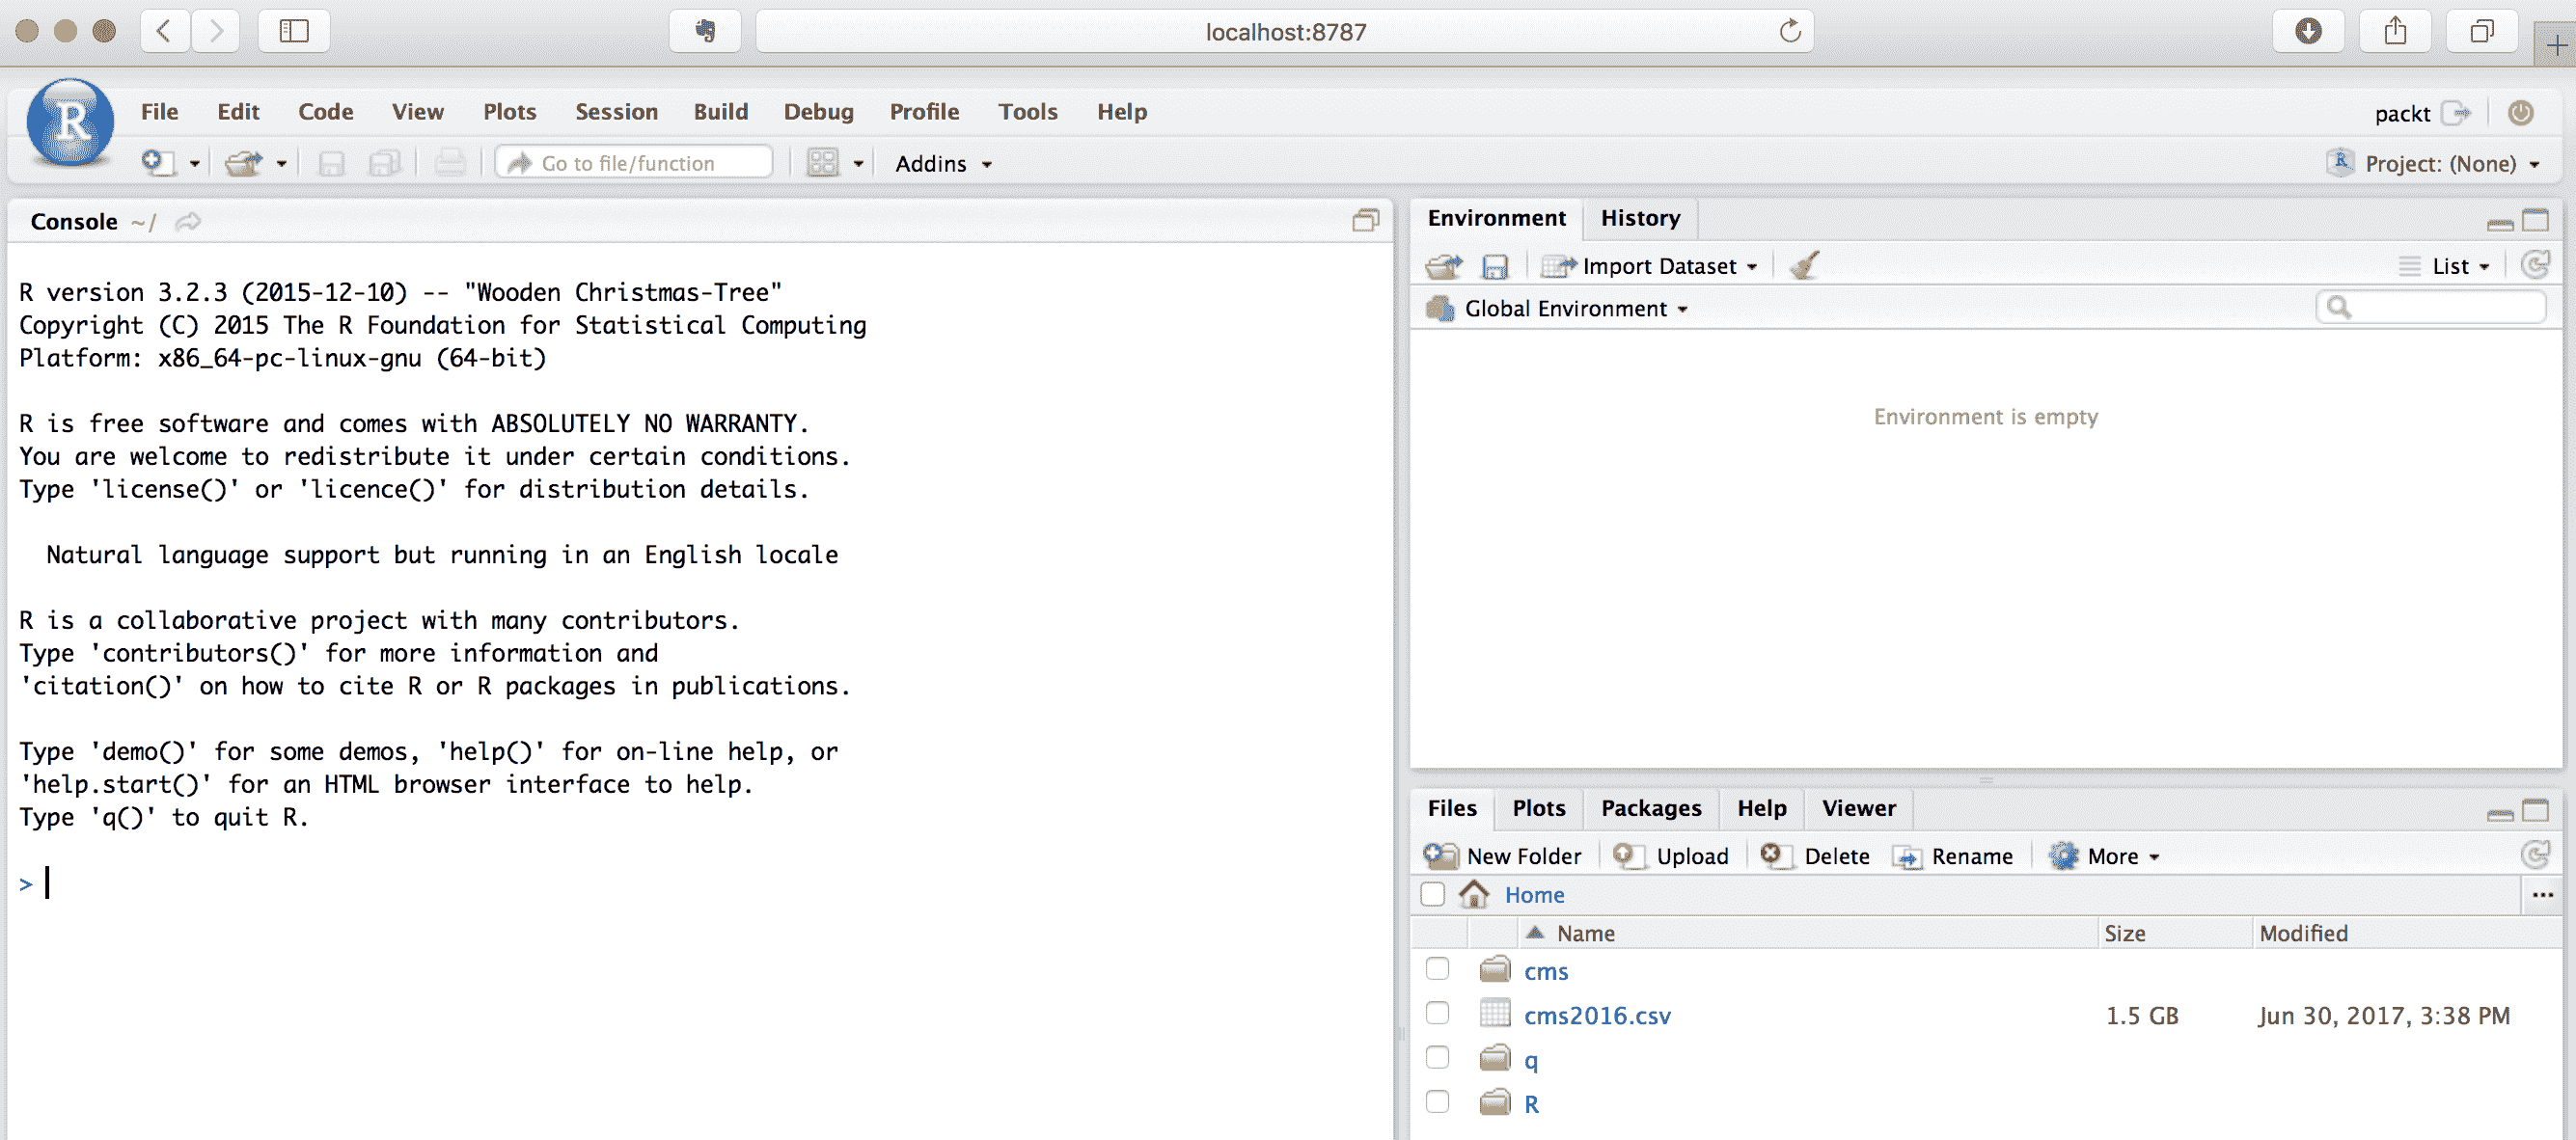 localhost:8787
R
File Edit Code View Plots Session Build Debug Profile Tools Help
packt
Go to file/function
Addins
R Project: (None)
Console ~/
R version 3.2.3 (2015-12-10) -- "Wooden Christmas-Tree"
Copyright (C) 2015 The R Foundation for Statistical Computing
Platform: x86_64-pc-linux-gnu (64-bit)
R is free software and comes with ABSOLUTELY NO WARRANTY.
You are welcome to redistribute it under certain conditions.
Type 'license()' or 'licence()' for distribution details.
Natural language support but running in an English locale
R is a collaborative project with many contributors.
Type 'contributors()' for more information and
'citation()' on how to cite R or R packages in publications.
Type 'demo()' for some demos, 'help()' for on-line help, or
'help.start()' for an HTML browser interface to help.
Type 'q()' to quit R.
>
Environment History
Import Dataset List
Global Environment
Environment is empty
Files Plots Packages Help Viewer
New Folder Upload Delete Rename More
Home ...
Name Size Modified
cms
cms2016.csv 1.5 GB Jun 30, 2017, 3:38 PM
q
R